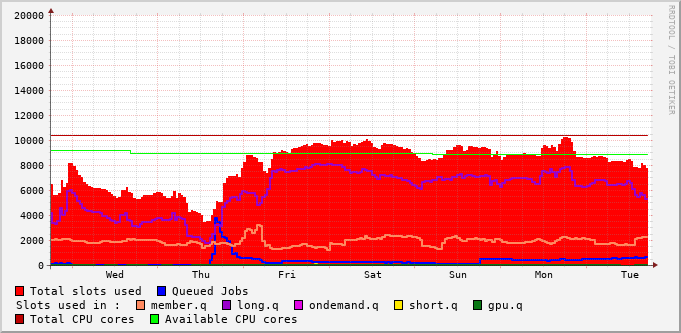 20000
18000
16000
14000
12000
10000
8000
6000
4000
2000
0
Wed Thu Fri Sat Sun Mon Tue
Total slots used Queued Jobs
Slots used in : member.q long.q ondemand.q short.q gpu.q
Total CPU cores Available CPU cores
RRDTOOL / TOBI OETIKER